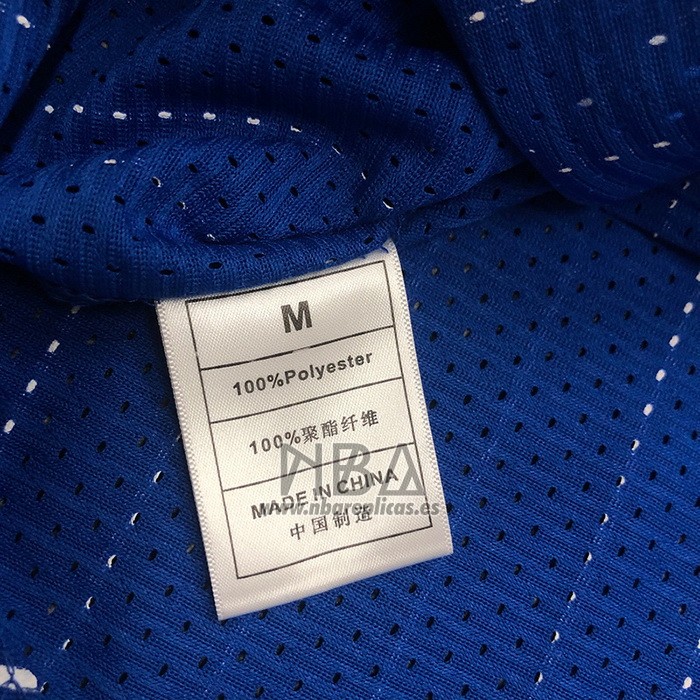 M
100%Polyester
100%聚酯纤维
NBA
MADE IN CHINA
www.nbareplicas.es
中国制造